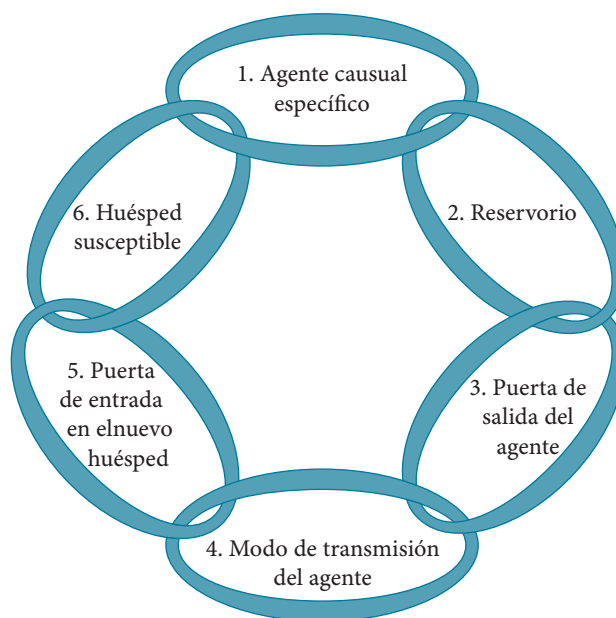 1. Agente causual
específico
2. Reservorio
3. Puerta de
salida del
agente
4. Modo de transmisión
del agente
5. Puerta
de entrada
en elnuevo
huésped
6. Huésped
susceptible